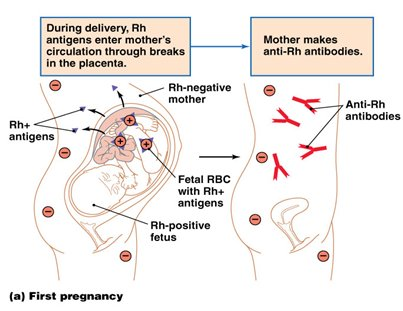 During delivery, Rh
antigens enter mother's
circulation through breaks
in the placenta.
Mother makes
anti-Rh antibodies.
Rh-negative
mother
Rh+
antigens
Anti-Rh
antibodies
Fetal RBC
with Rh+
antigens
Rh-positive
fetus
(a) First pregnancy